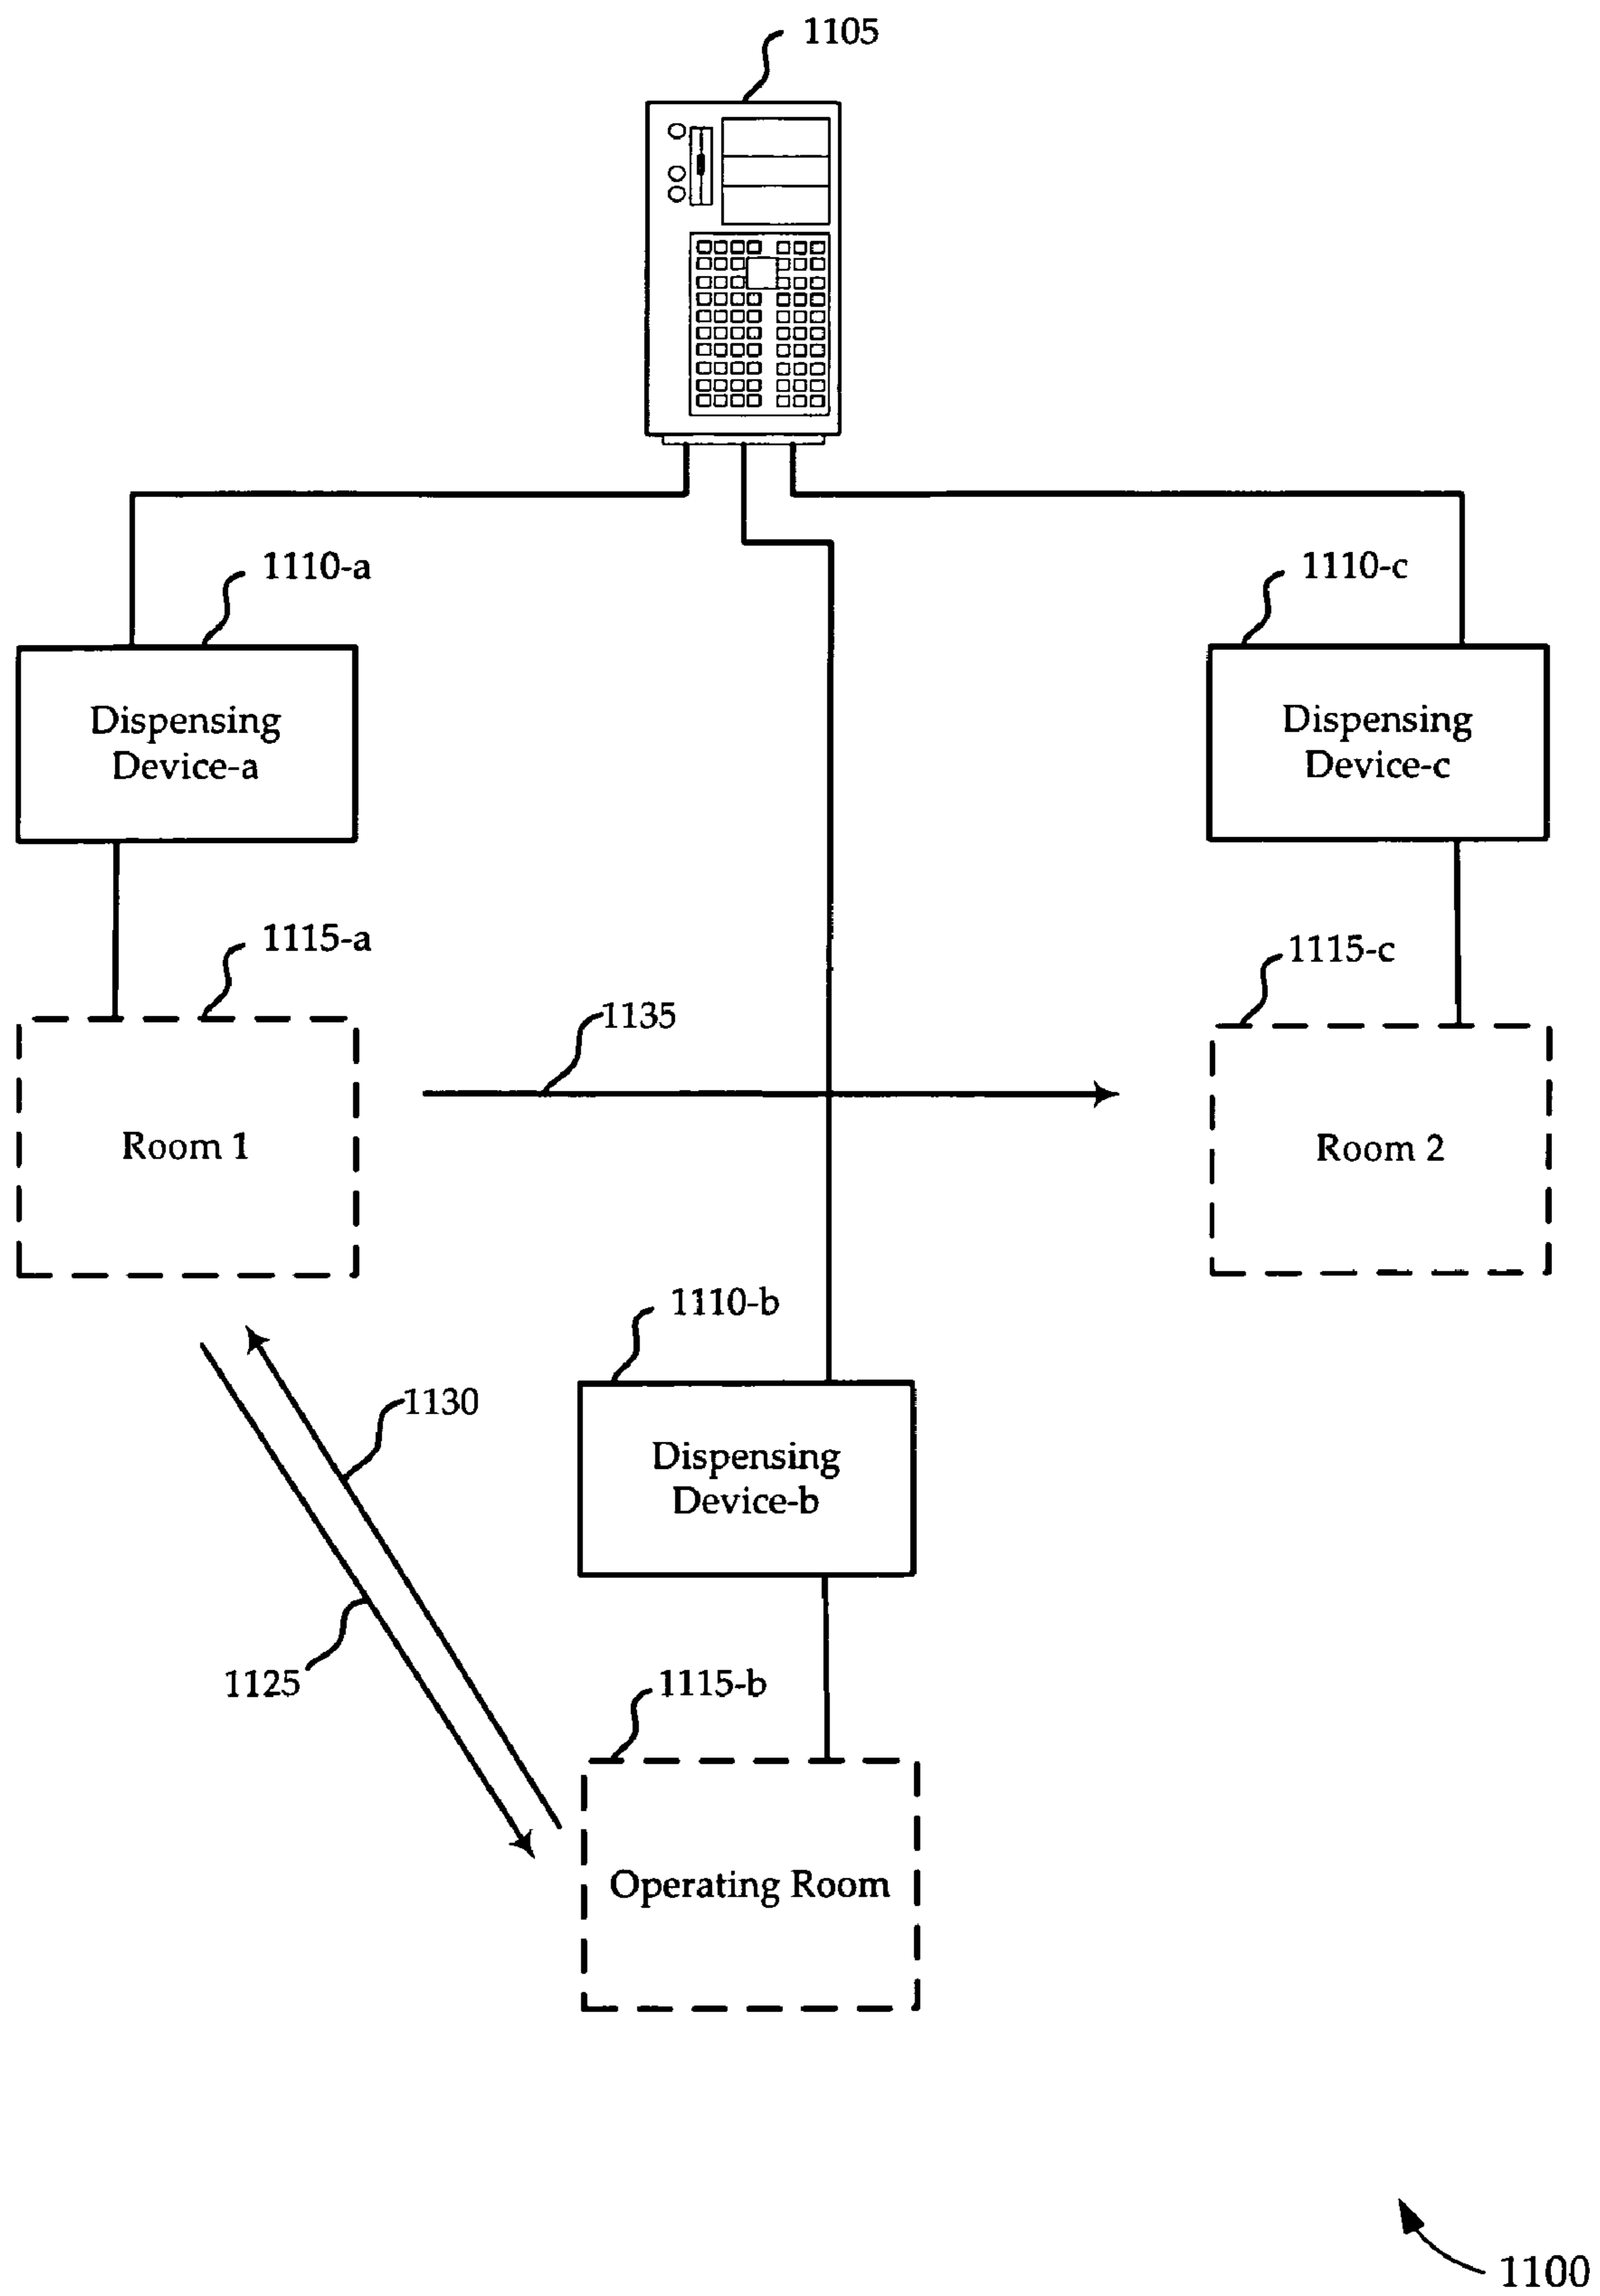 1105
1110-a
1110-c
Dispensing
Device-a
Dispensing
Device-c
1115-a
1115-c
1135
Room 1
Room 2
1110-b
1130
Dispensing
Device-b
1125
1115-b
Operating Room
1100